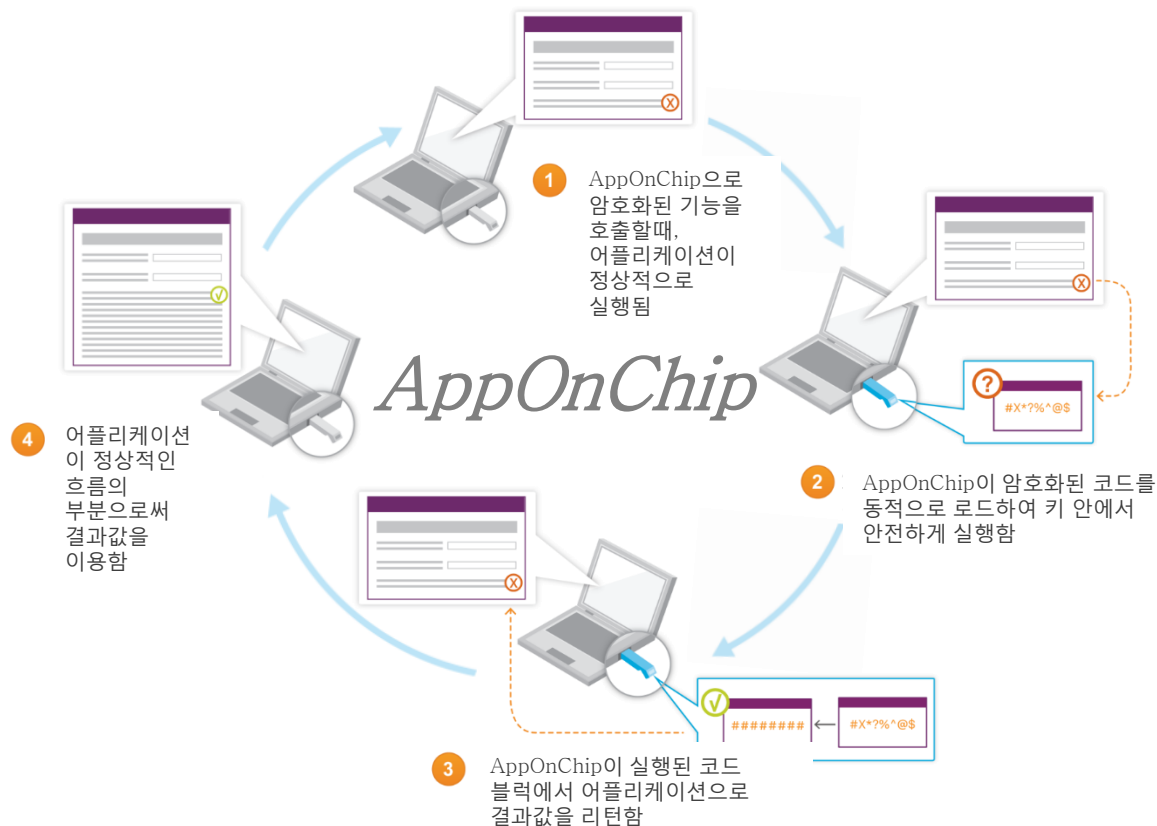 1
AppOnChip으로
암호화된 기능을
호출할때,
어플리케이션이
정상적으로
실행됨
AppOnChip
#X*?%^@$
2
AppOnChip이 암호화된 코드를
동적으로 로드하여 키 안에서
안전하게 실행함
######## ← #X*?%^@$
3
AppOnChip이 실행된 코드
블럭에서 어플리케이션으로
결과값을 리턴함
4
어플리케이션
이 정상적인
흐름의
부분으로써
결과값을
이용함